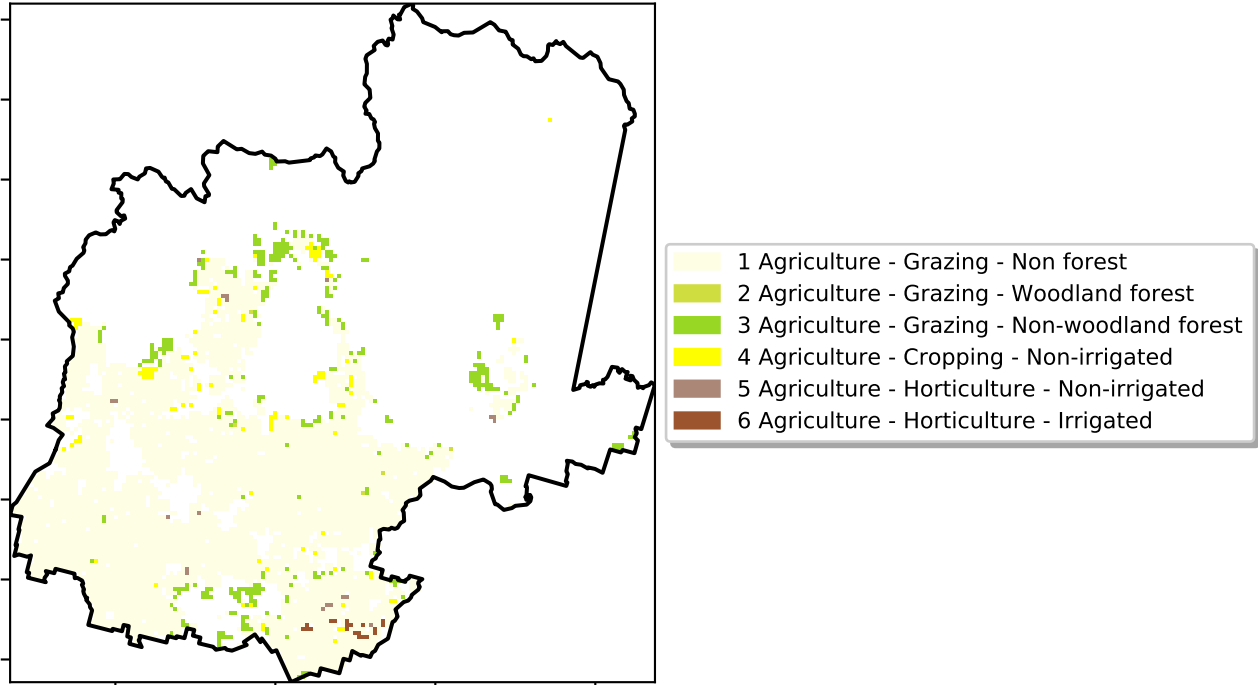 1 Agriculture - Grazing - Non forest
2 Agriculture - Grazing - Woodland forest
3 Agriculture - Grazing - Non-woodland forest
4 Agriculture - Cropping - Non-irrigated
5 Agriculture - Horticulture - Non-irrigated
6 Agriculture - Horticulture - Irrigated